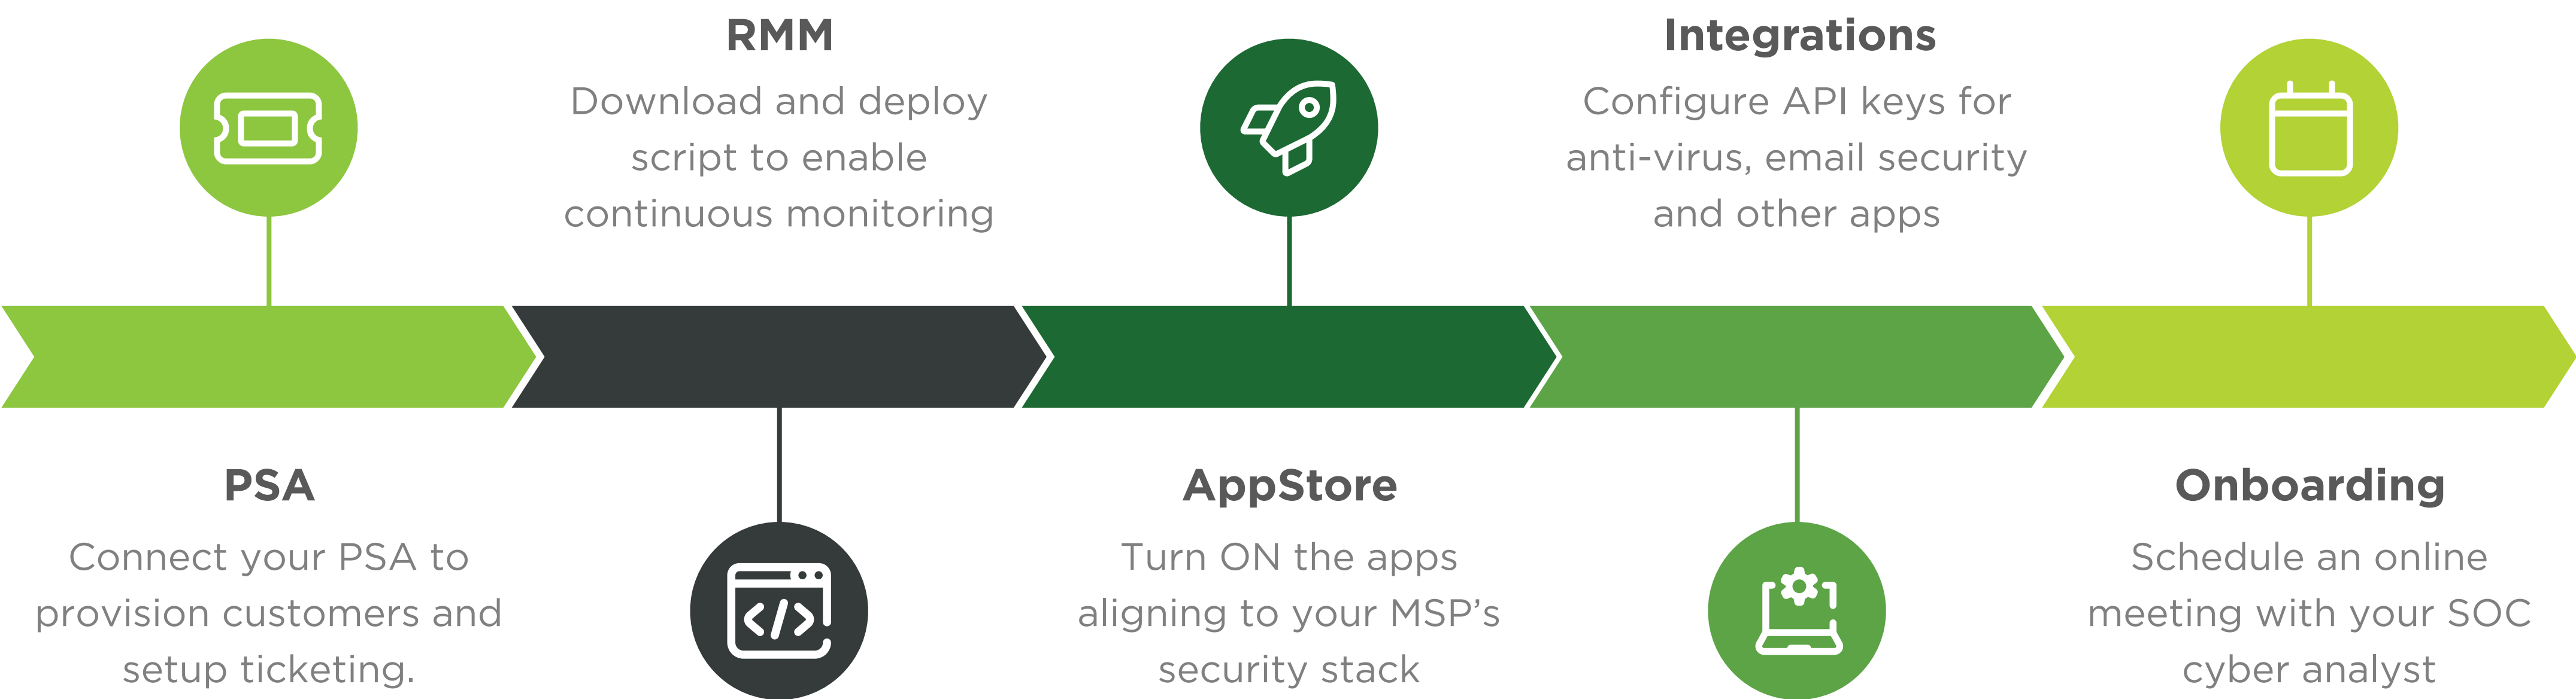 PSA
Connect your PSA to
provision customers and
setup ticketing.
RMM
Download and deploy
script to enable
continuous monitoring
</>
AppStore
Turn ON the apps
aligning to your MSP’s
security stack
Integrations
Configure API keys for
anti-virus, email security
and other apps
Onboarding
Schedule an online
meeting with your SOC
cyber analyst